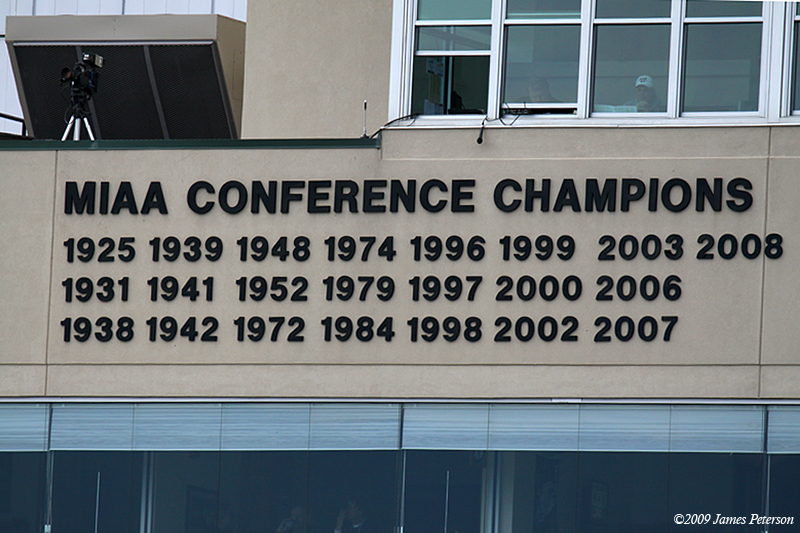 MIAA CONFERENCE CHAMPIONS
1925 1939 1948 1974 1996 1999 2003 2008
1931 1941 1952 1979 1997 2000 2006
1938 1942 1972 1984 1998 2002 2007
©2009 James Peterson